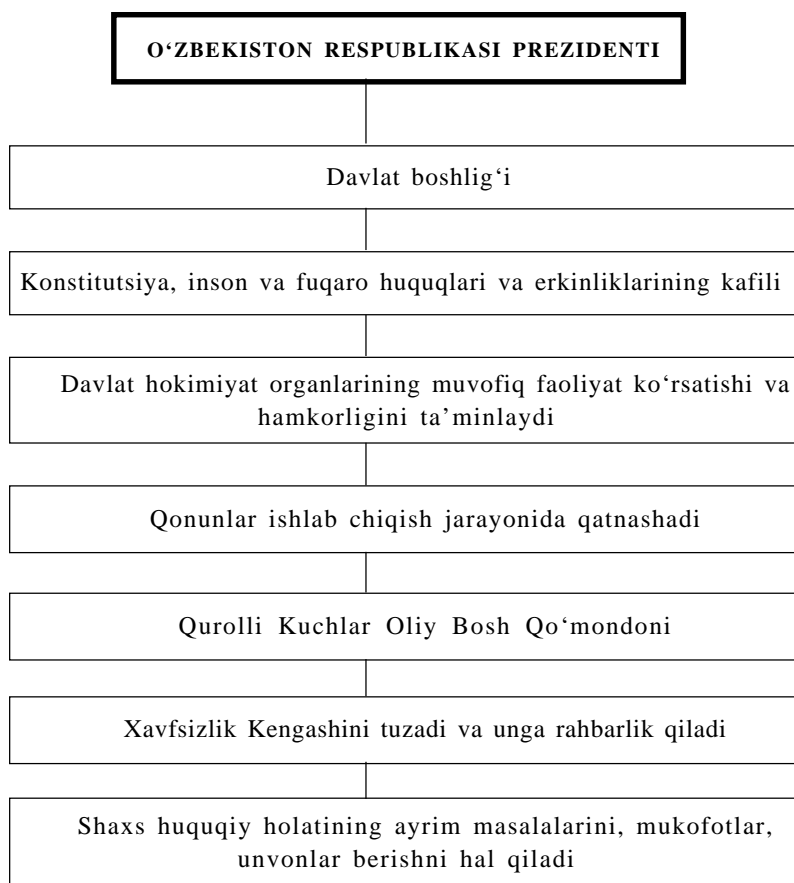 O‘ZBEKISTON RESPUBLIKASI PREZIDENTI
Davlat boshlig‘i
Konstitutsiya, inson va fuqaro huquqlari va erkinliklarining kafili
Davlat hokimiyat organlarining muvofiq faoliyat ko‘rsatishi va
hamkorligini ta’minlaydi
Qonunlar ishlab chiqish jarayonida qatnashadi
Qurolli Kuchlar Oliy Bosh Qo‘mondoni
Xavfsizlik Kengashini tuzadi va unga rahbarlik qiladi
Shaxs huquqiy holatining ayrim masalalarini, mukofotlar,
unvonlar berishni hal qiladi